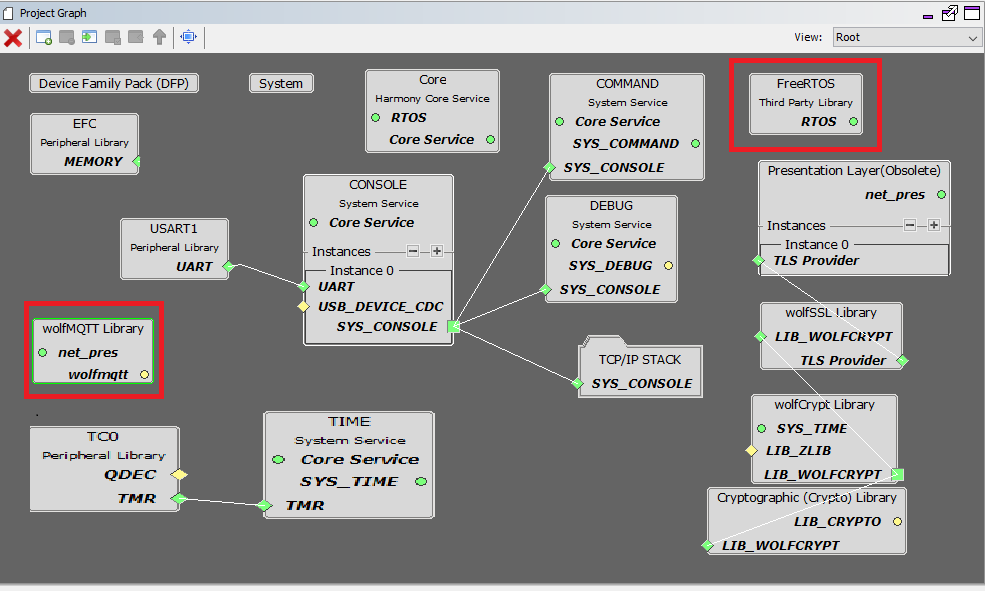 Project Graph
View: Root
Device Family Pack (DFP)
System
Core
Harmony Core Service
RTOS
Core Service
COMMAND
System Service
Core Service
SYS_COMMAND
SYS_CONSOLE
FreeRTOS
Third Party Library
RTOS
EFC
Peripheral Library
MEMORY
CONSOLE
System Service
Core Service
Instances
Instance 0
UART
USB_DEVICE_CDC
SYS_CONSOLE
Presentation Layer(Obsolete)
net_pres
Instances
Instance 0
TLS Provider
USART1
Peripheral Library
UART
DEBUG
System Service
Core Service
SYS_DEBUG
SYS_CONSOLE
wolfMQTT Library
net_pres
wolfmqtt
wolfSSL Library
LIB_WOLFCRYPT
TLS Provider
TCP/IP STACK
SYS_CONSOLE
TC0
Peripheral Library
QDEC
TMR
TIME
System Service
Core Service
SYS_TIME
TMR
wolfCrypt Library
SYS_TIME
LIB_ZLIB
LIB_WOLFCRYPT
Cryptographic (Crypto) Library
LIB_CRYPTO
LIB_WOLFCRYPT